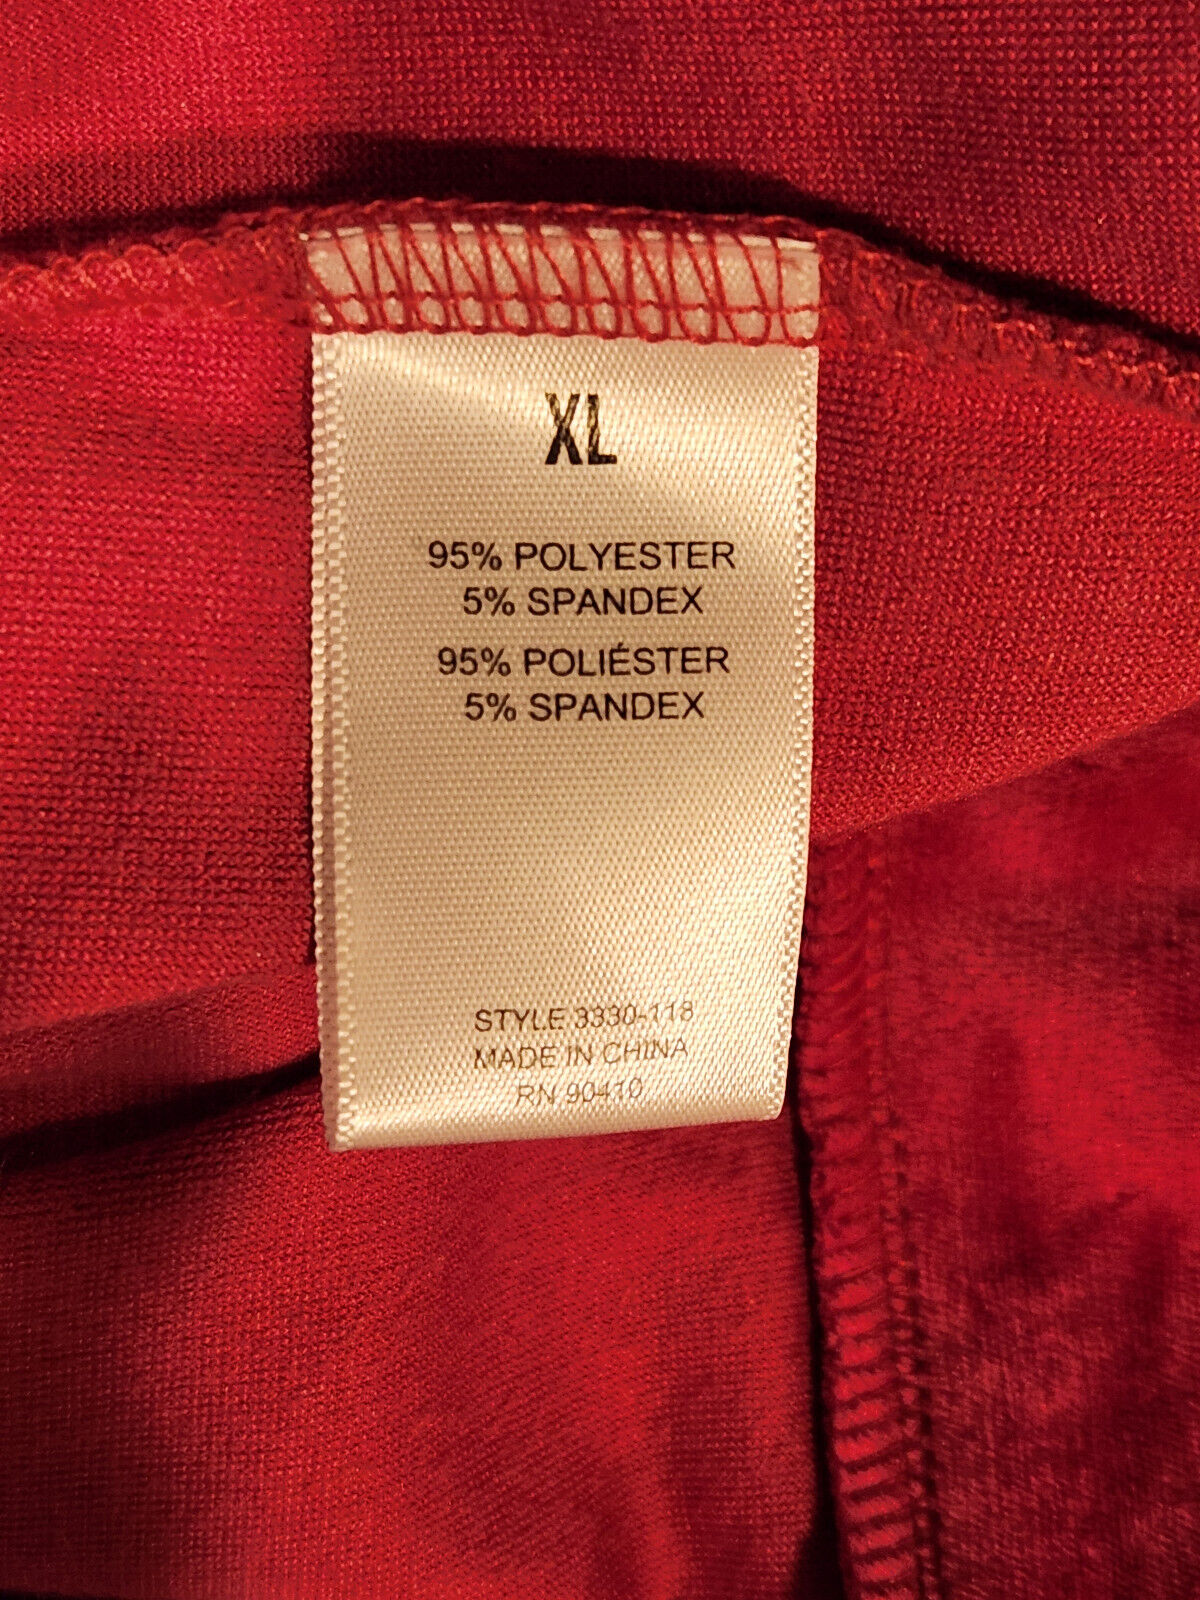 XL
95% POLYESTER
5% SPANDEX
95% POLIÉSTER
5% SPANDEX
STYLE 3330-118
MADE IN CHINA
RN 90410